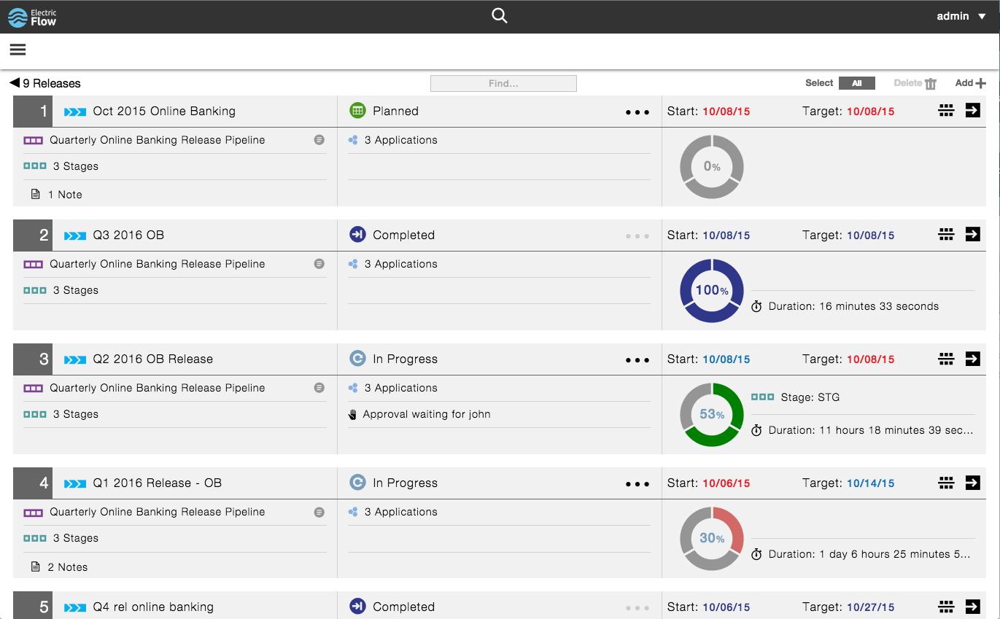 Electric
Flow
admin
9 Releases
Find...
Select All Delete Add
1 Oct 2015 Online Banking Planned Start: 10/08/15 Target: 10/08/15
Quarterly Online Banking Release Pipeline 3 Applications
3 Stages
0%
1 Note
2 Q3 2016 OB Completed Start: 10/08/15 Target: 10/08/15
Quarterly Online Banking Release Pipeline 3 Applications
3 Stages
100%
Duration: 16 minutes 33 seconds
3 Q2 2016 OB Release In Progress Start: 10/08/15 Target: 10/08/15
Quarterly Online Banking Release Pipeline 3 Applications
Stage: STG
3 Stages Approval waiting for john
53%
Duration: 11 hours 18 minutes 39 sec...
4 Q1 2016 Release - OB In Progress Start: 10/06/15 Target: 10/14/15
Quarterly Online Banking Release Pipeline 3 Applications
3 Stages
30%
Duration: 1 day 6 hours 25 minutes 5...
2 Notes
5 Q4 rel online banking Completed Start: 10/06/15 Target: 10/27/15